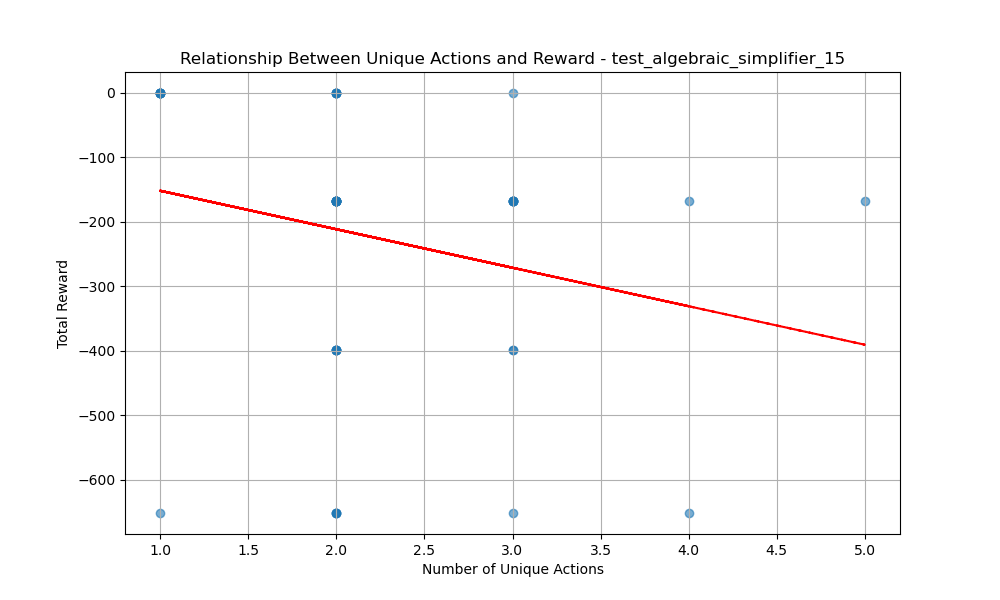 Relationship Between Unique Actions and Reward - test_algebraic_simplifier_15
Total Reward
0
−100
−200
−300
−400
−500
−600
1.0 1.5 2.0 2.5 3.0 3.5 4.0 4.5 5.0
Number of Unique Actions